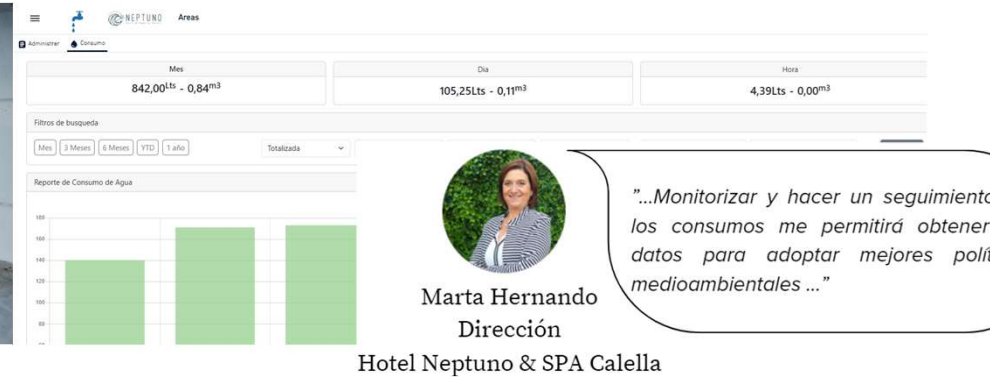 NEPTUNO Areas
Administrar Consumo
Mes
842,00Lts - 0,84m3
Dia
105,25Lts - 0,11m3
Hora
4,39Lts - 0,00m3
Filtros de busqueda
Mes 3 Meses 6 Meses YTD 1 año Totalizada
Reporte de Consumo de Agua
180
160
140
120
100
80
"...Monitorizar y hacer un seguimiento
los consumos me permitirá obtener
datos para adoptar mejores polít
medioambientales ..."
Marta Hernando
Dirección
Hotel Neptuno & SPA Calella